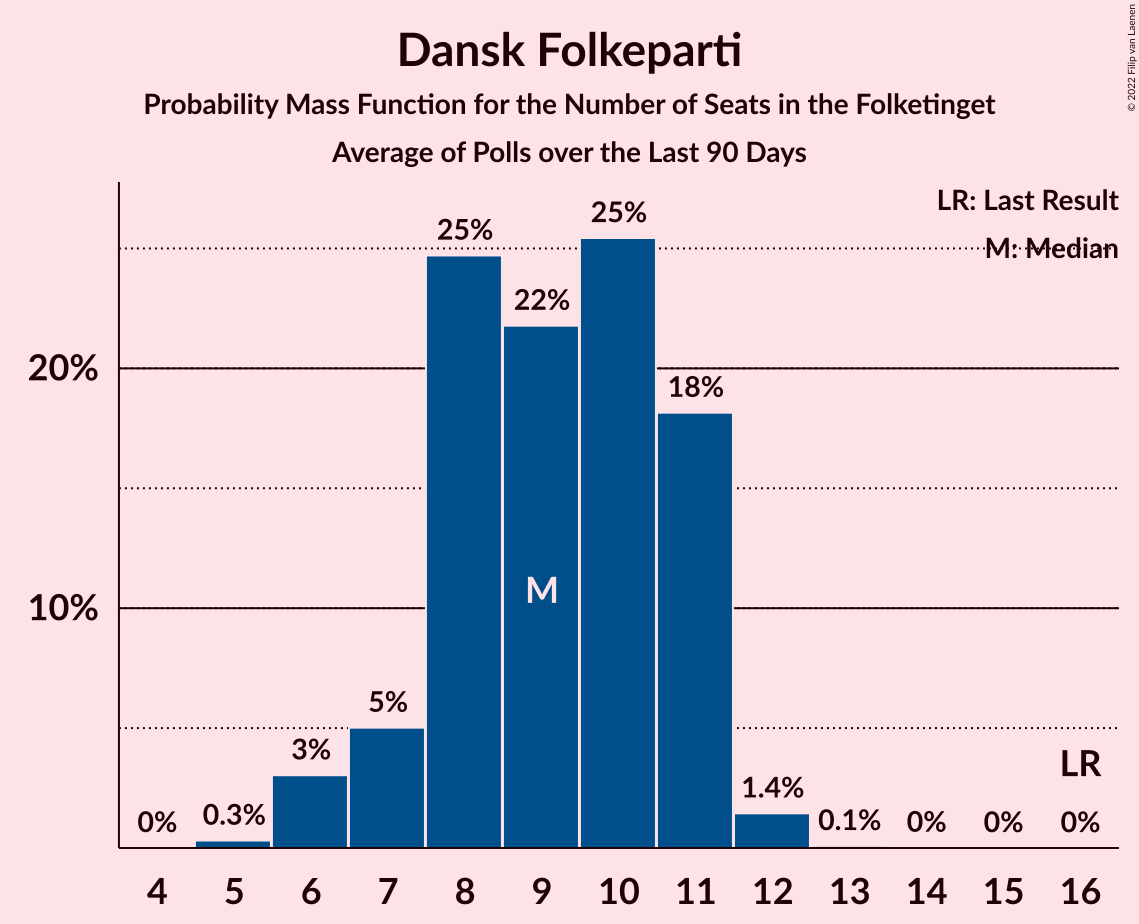 Dansk Folkeparti
Probability Mass Function for the Number of Seats in the Folketinget
Average of Polls over the Last 90 Days
© 2022 Filip van Laenen
LR: Last Result
M: Median
25%
25%
22%
20%
18%
M
10%
5%
3%
LR
1.4%
0% 0.3% 0.1% 0% 0% 0%
4 5 6 7 8 9 10 11 12 13 14 15 16